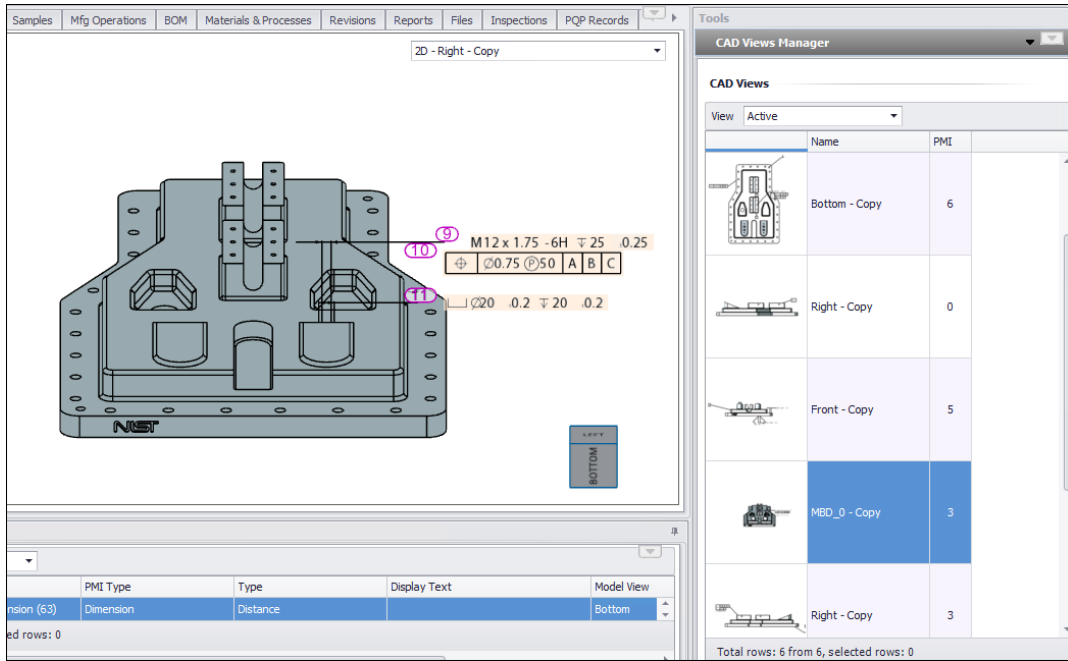 Samples Mfg Operations BOM Materials & Processes Revisions Reports Files Inspections PQP Records
2D - Right - Copy
9
M12 x 1.75 - 6H ↧ 25 .0.25
10
⌖ ∅0.75 Ⓟ50 A B C
11
⌴ ∅20 .0.2 ↧ 20 .0.2
NIST
LEFT
BOTTOM
PMI Type Type Display Text Model View
nsion (63) Dimension Distance Bottom
ed rows: 0
Tools
CAD Views Manager
CAD Views
View Active
Name PMI
Bottom - Copy 6
Right - Copy 0
Front - Copy 5
MBD_0 - Copy 3
Right - Copy 3
Total rows: 6 from 6, selected rows: 0